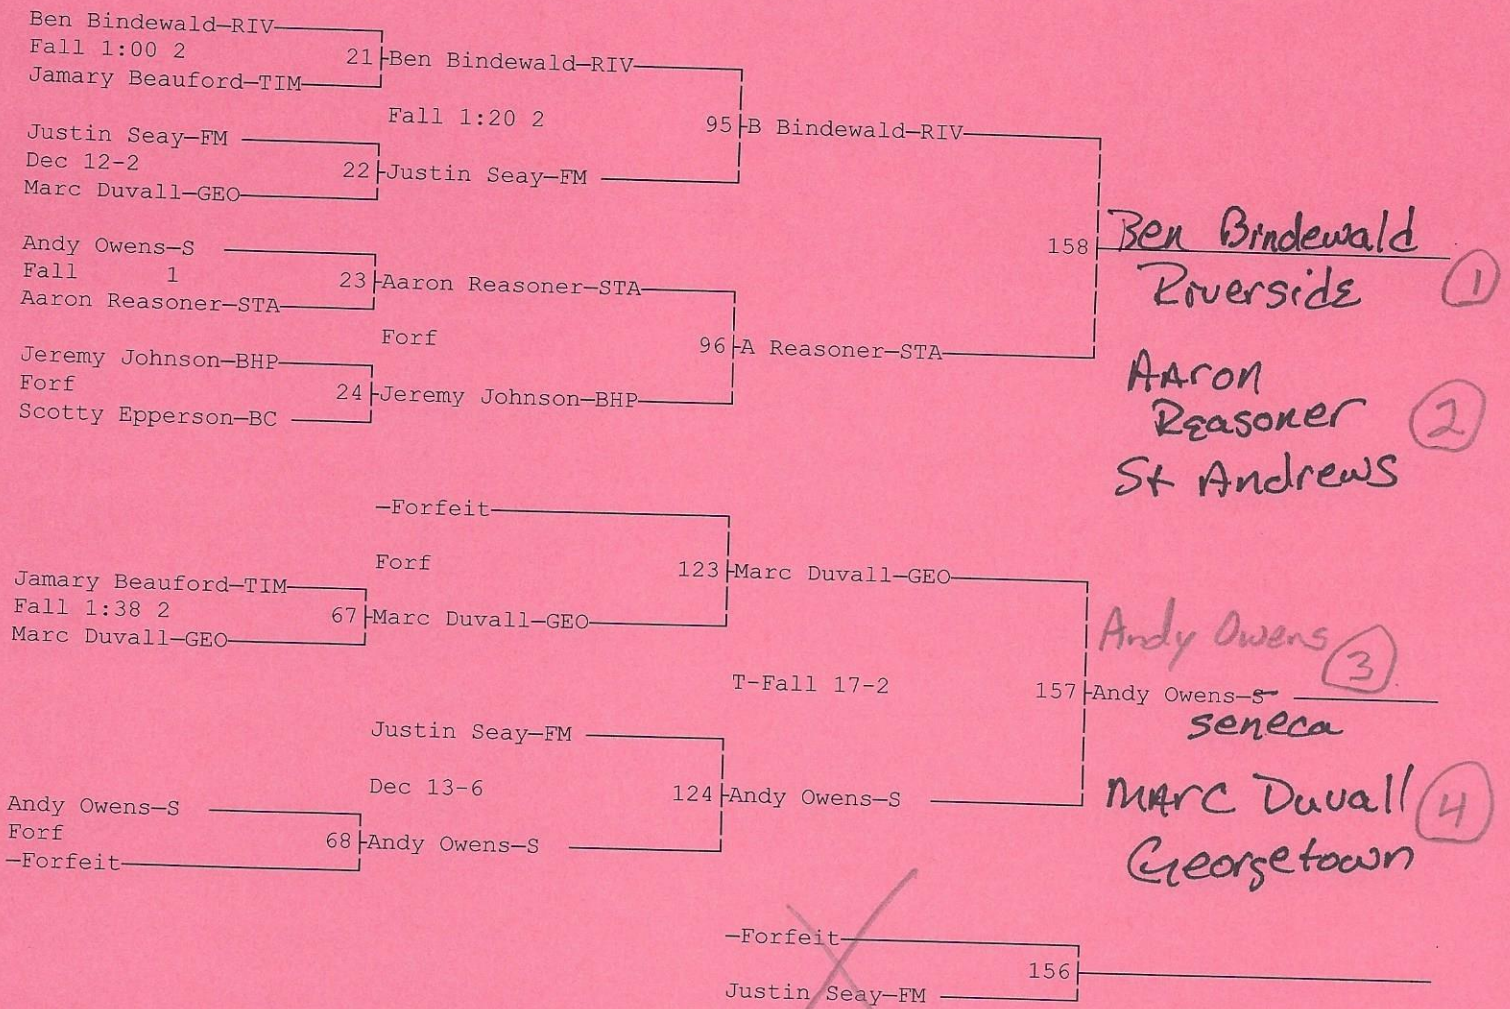 Ben Bindewald—RIV
Fall 1:00 2
21 Ben Bindewald—RIV
Jamary Beauford—TIM
Fall 1:20 2
95 B Bindewald—RIV
Justin Seay—FM
Dec 12-2
22 Justin Seay—FM
Marc Duvall—GEO
158 Ben Bindewald
Riverside 1
Andy Owens—S
Fall 1
23 Aaron Reasoner—STA
Aaron Reasoner—STA
Forf
96 A Reasoner—STA
Jeremy Johnson—BHP
Forf
24 Jeremy Johnson—BHP
Scotty Epperson—BC
Aaron
Reasoner 2
St Andrews
—Forfeit
Forf
123 Marc Duvall—GEO
Jamary Beauford—TIM
Fall 1:38 2
67 Marc Duvall—GEO
Marc Duvall—GEO
Andy Owens 3
T-Fall 17-2
157 Andy Owens—S
seneca
Justin Seay—FM
Dec 13-6
124 Andy Owens—S
Andy Owens—S
Forf
68 Andy Owens—S
—Forfeit
Marc Duvall 4
Georgetown
—Forfeit
156
Justin Seay—FM